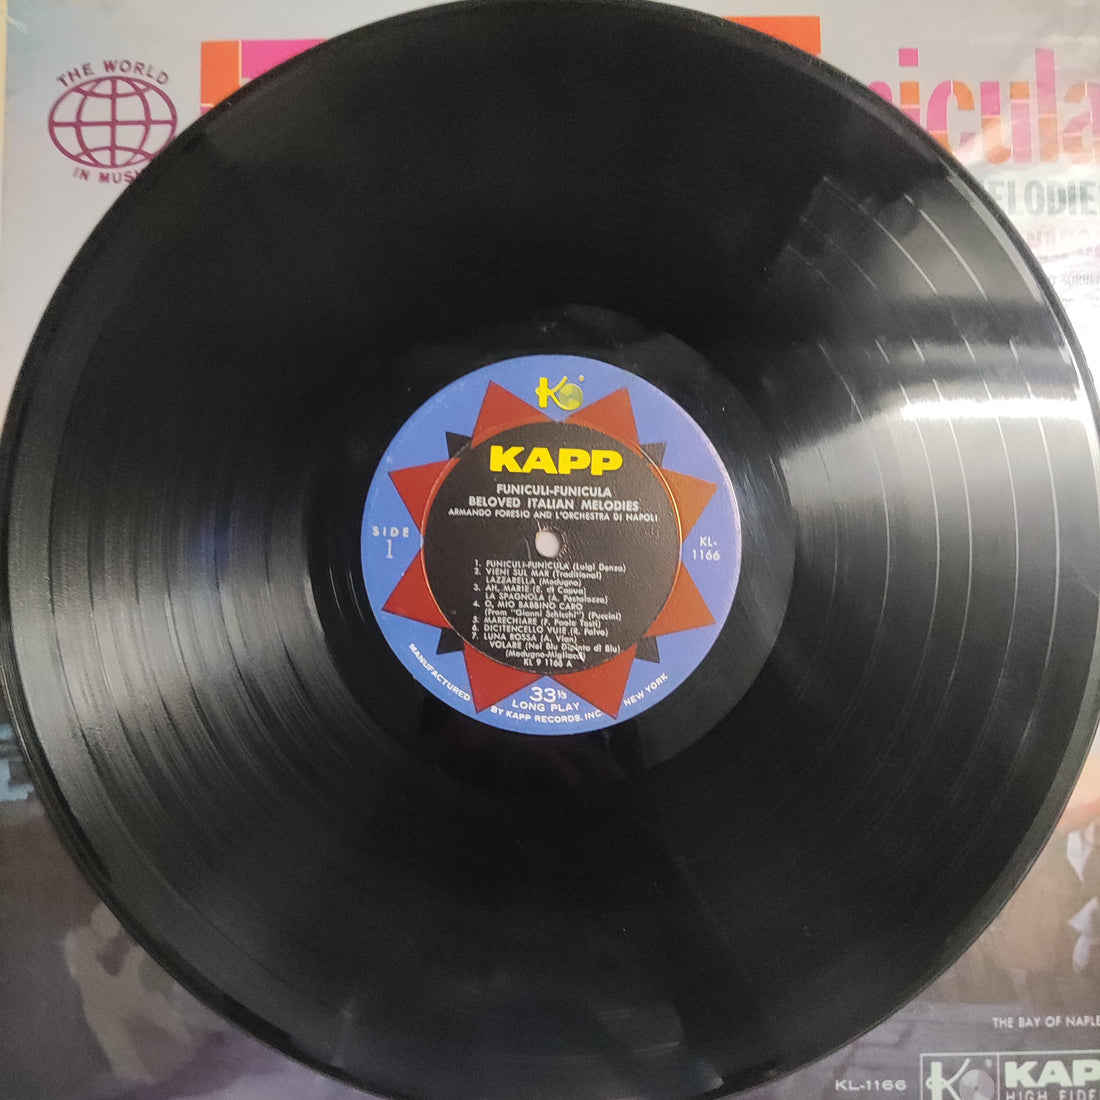 THE WORLD
IN MUSI
nicula
MELODIES
SORRE
K
KAPP
FUNICULI-FUNICULA
BELOVED ITALIAN MELODIES
ARMANDO FORESIO AND L'ORCHESTRA DI NAPOLI
SIDE
1
KL-
1166
1. FUNICULI-FUNICULA (Luigi Denza)
2. VIENI SUL MAR (Traditional)
LAZZARELLA (Modugno)
3. AH, MARIE (E. di Capua)
LA SPAGNOLA (A. Pestalozza)
4. O, MIO BABBINO CARO
(From "Gianni Schicchi") (Puccini)
5. MARECHIARE (F. Paolo Tosti)
6. DICITENCELLO VUIE (R. Falvo)
7. LUNA ROSSA (A. Vian)
VOLARE (Nel Blu Dipinto di Blu)
(Modugno-Migliacci)
KL 9 1166 A
33⅓
LONG PLAY
MANUFACTURED BY KAPP RECORDS, INC. NEW YORK
THE BAY OF NAPLE
KL-1166
K
KAP
HIGH FIDE